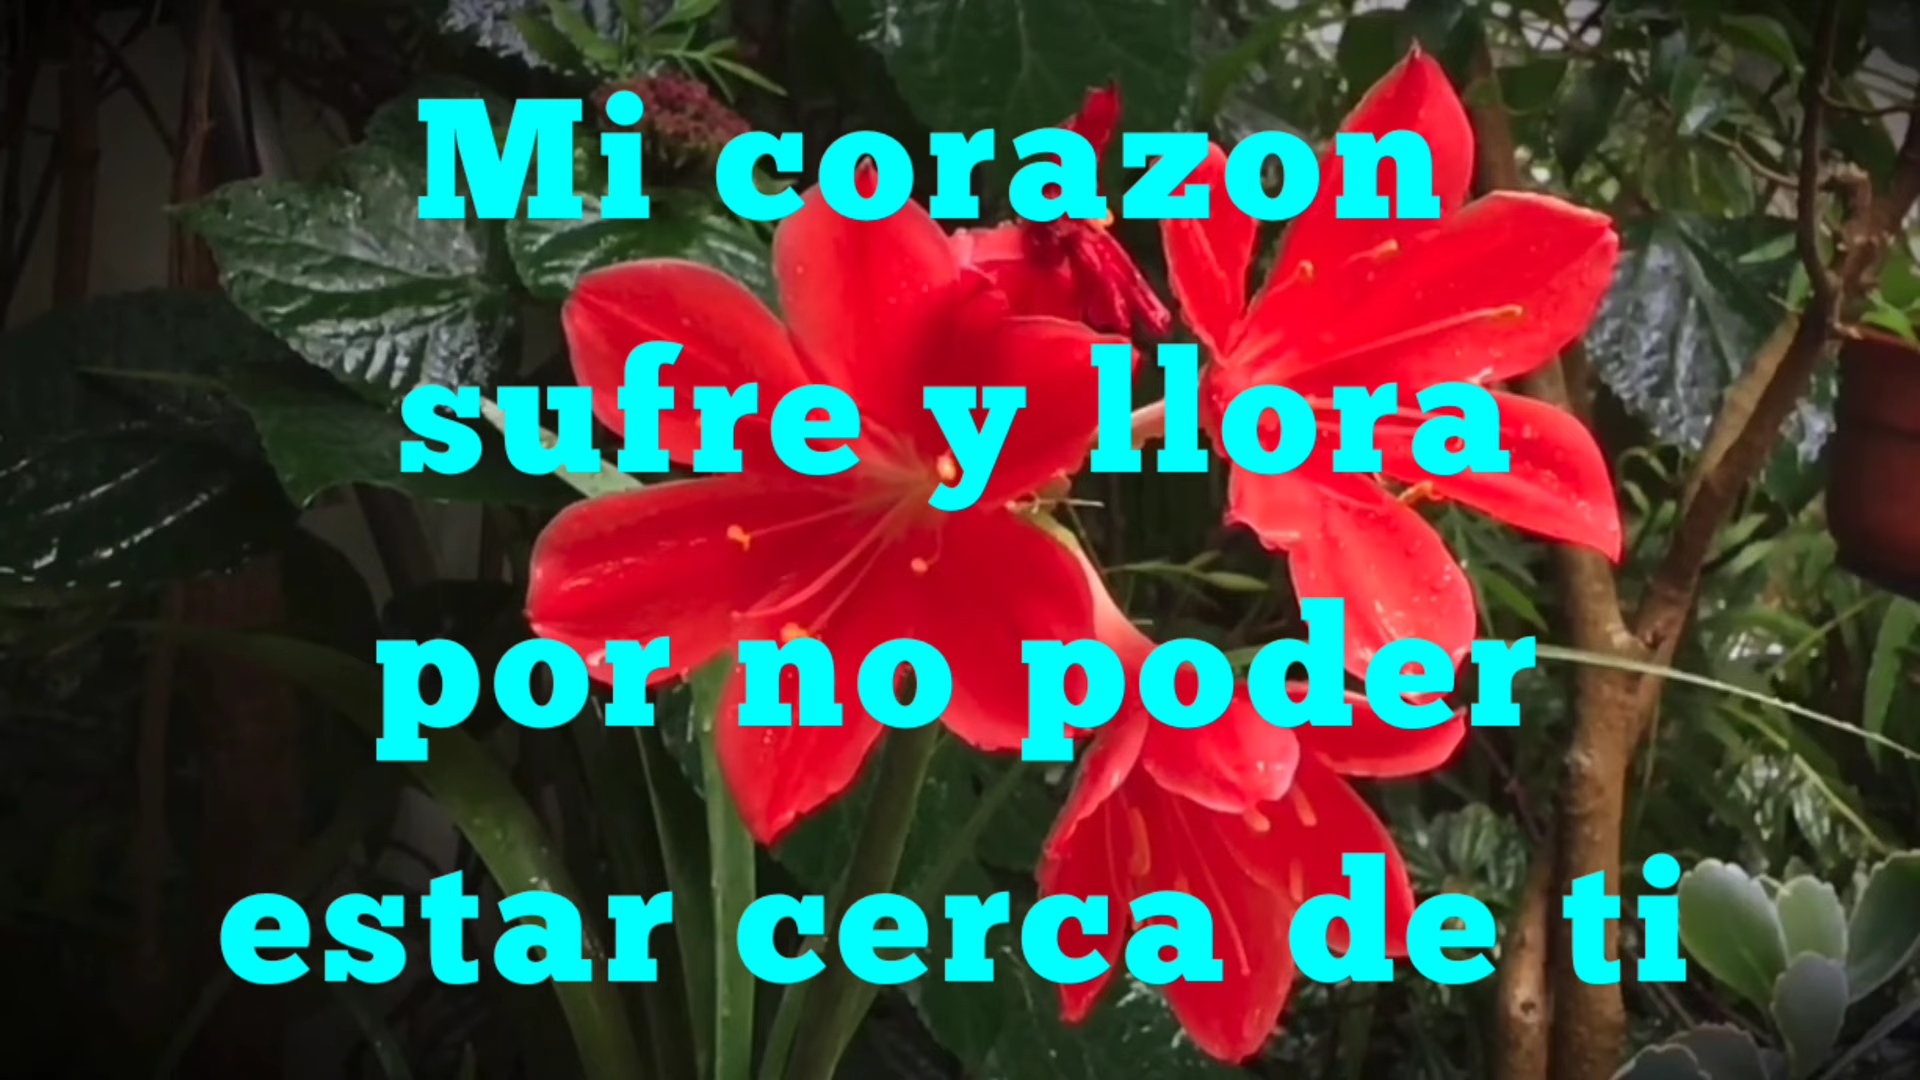 Mi corazon
sufre y llora
por no poder
estar cerca de ti